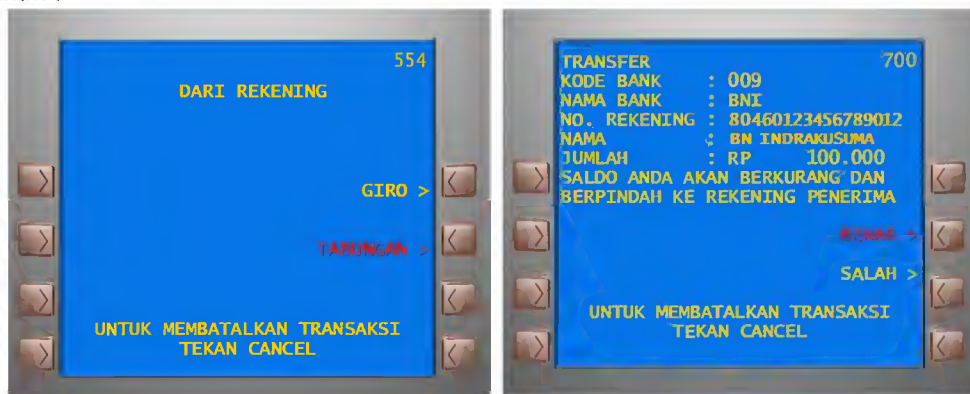 554
DARI REKENING
GIRO >
TABUNGAN >
UNTUK MEMBATALKAN TRANSAKSI
TEKAN CANCEL
TRANSFER 700
KODE BANK : 009
NAMA BANK : BNI
NO. REKENING : 80460123456789012
NAMA : BN INDRAKUSUMA
JUMLAH : RP 100.000
SALDO ANDA AKAN BERKURANG DAN
BERPINDAH KE REKENING PENERIMA
SALAH >
UNTUK MEMBATALKAN TRANSAKSI
TEKAN CANCEL